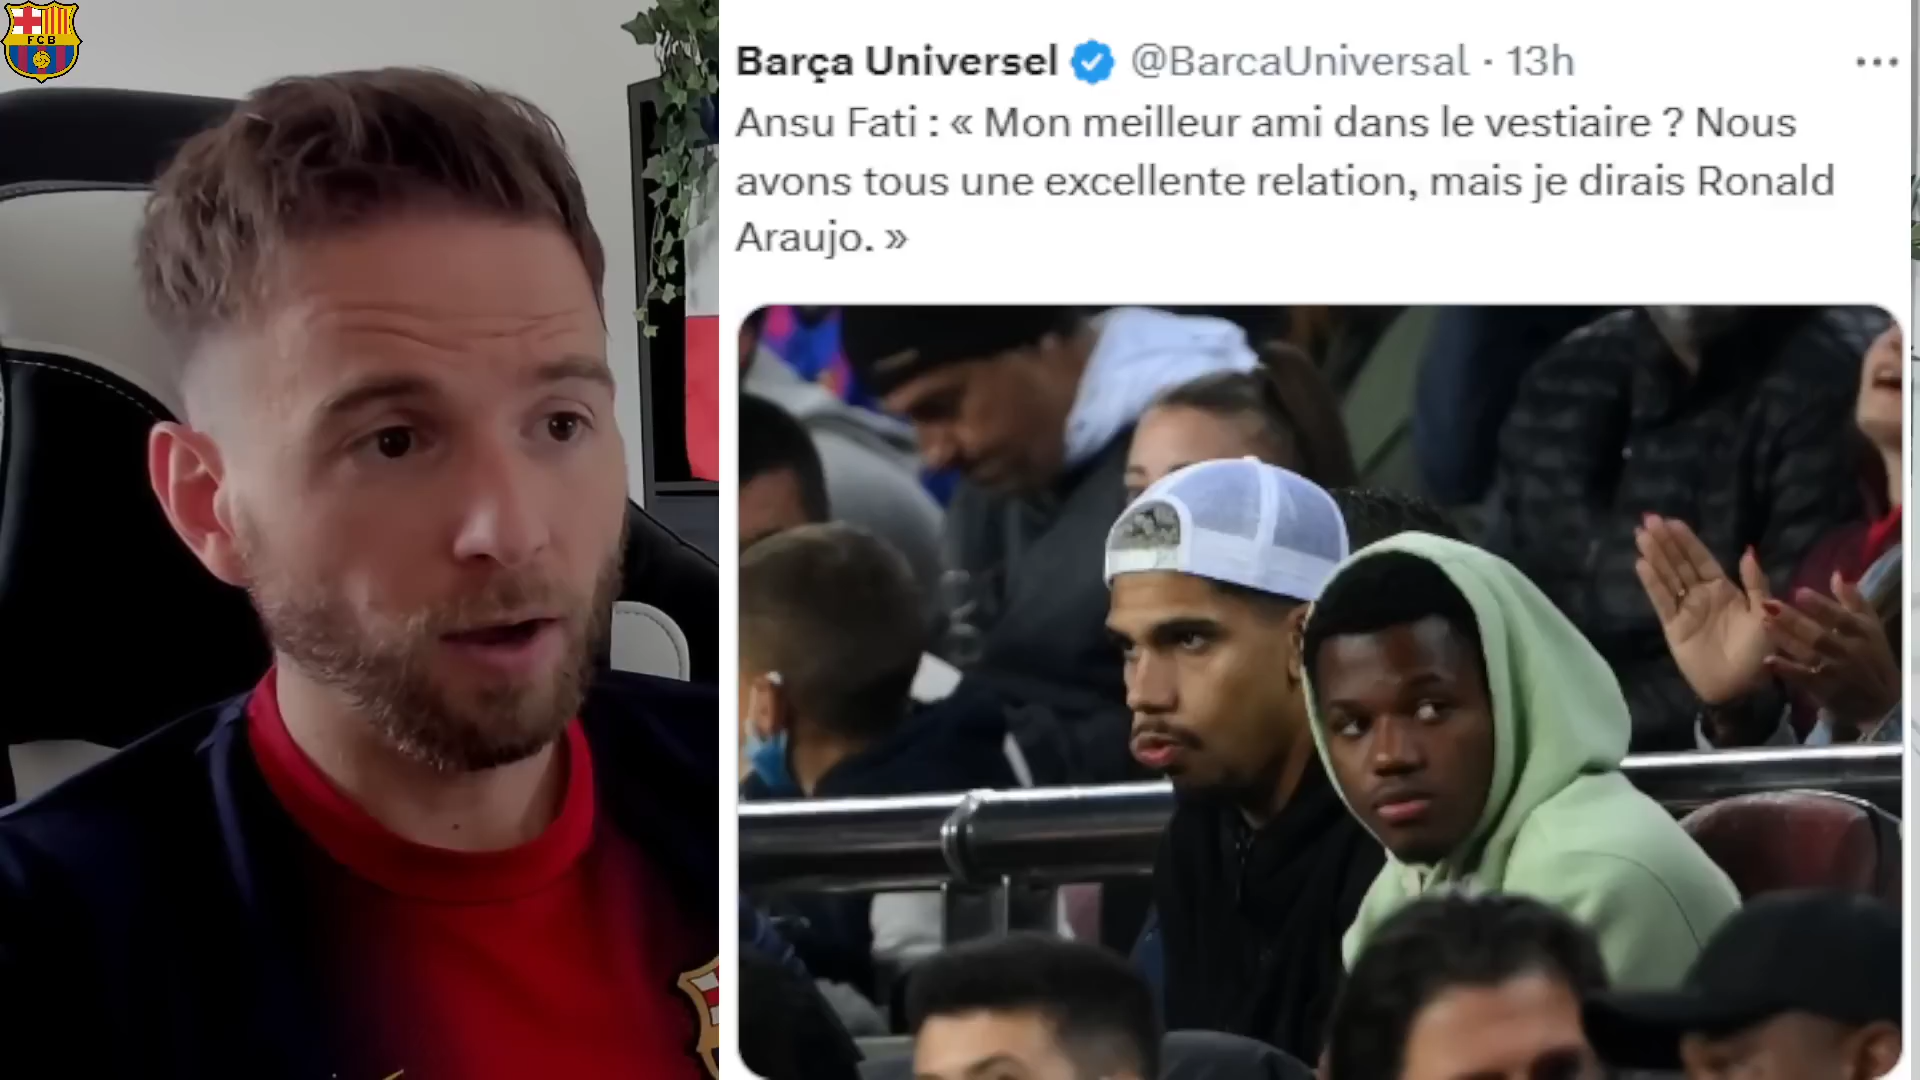 FCB
Barça Universel @BarcaUniversal · 13h
Ansu Fati : « Mon meilleur ami dans le vestiaire ? Nous
avons tous une excellente relation, mais je dirais Ronald
Araujo. »